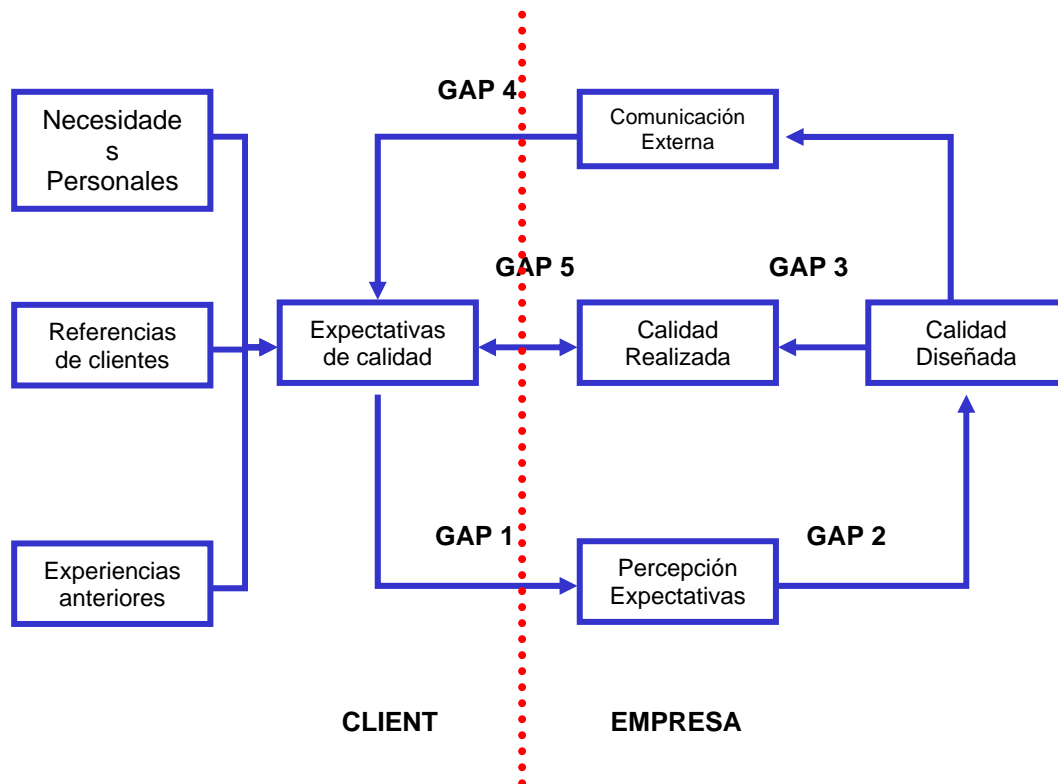 GAP 4
Necesidade
s
Personales
Comunicación
Externa
GAP 5
GAP 3
Referencias
de clientes
Expectativas
de calidad
Calidad
Realizada
Calidad
Diseñada
GAP 1
GAP 2
Experiencias
anteriores
Percepción
Expectativas
CLIENT
EMPRESA